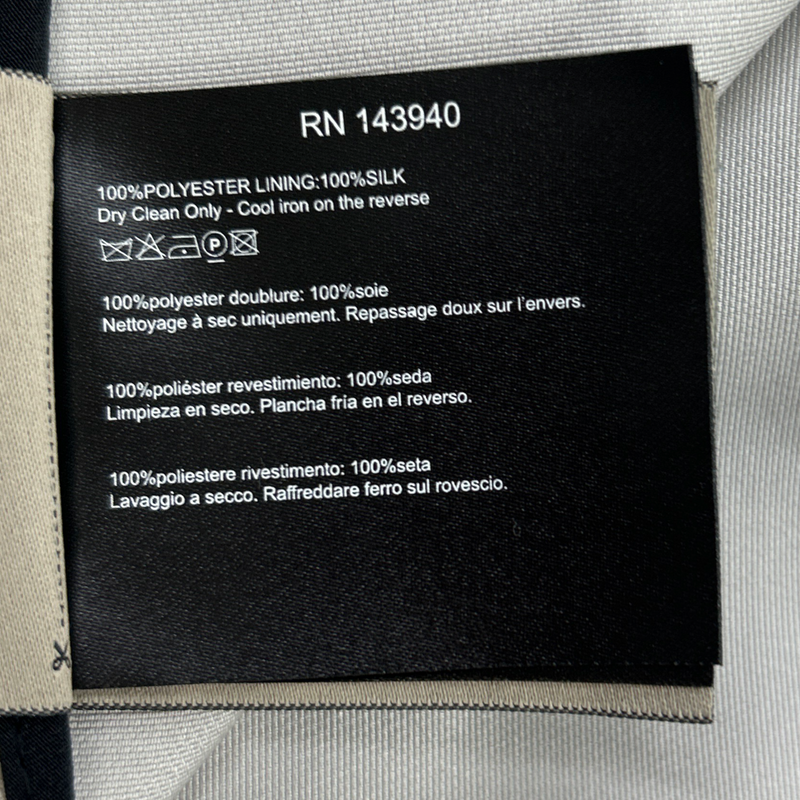 RN 143940
100%POLYESTER LINING:100%SILK
Dry Clean Only - Cool iron on the reverse
P
100%polyester doublure: 100%soie
Nettoyage à sec uniquement. Repassage doux sur l'envers.
100%poliéster revestimiento: 100%seda
Limpieza en seco. Plancha fria en el reverso.
100%poliestere rivestimento: 100%seta
Lavaggio a secco. Raffreddare ferro sul rovescio.